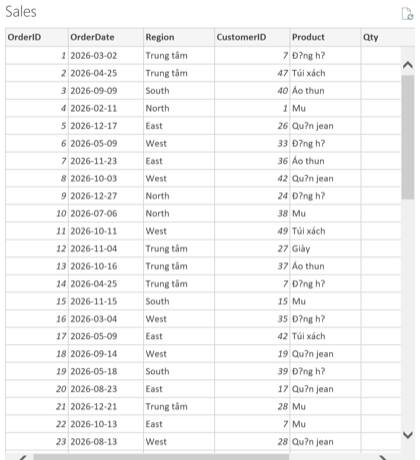 Sales
OrderID OrderDate Region CustomerID Product Qty
1 2026-03-02 Trung tâm 7 Đ?ng h?
2 2026-04-25 Trung tâm 47 Túi xách
3 2026-09-09 South 40 Áo thun
4 2026-02-11 North 1 Mu
5 2026-12-17 East 26 Qu?n jean
6 2026-05-09 West 33 Đ?ng h?
7 2026-11-23 East 36 Áo thun
8 2026-10-03 West 42 Qu?n jean
9 2026-12-27 North 24 Đ?ng h?
10 2026-07-06 North 38 Mu
11 2026-10-11 West 49 Túi xách
12 2026-11-04 Trung tâm 27 Giày
13 2026-10-16 Trung tâm 37 Áo thun
14 2026-04-25 Trung tâm 7 Đ?ng h?
15 2026-11-15 South 15 Mu
16 2026-03-04 West 35 Đ?ng h?
17 2026-05-09 East 42 Túi xách
18 2026-09-14 West 19 Qu?n jean
19 2026-05-18 South 39 Đ?ng h?
20 2026-08-23 East 17 Qu?n jean
21 2026-12-21 Trung tâm 28 Mu
22 2026-10-13 East 7 Mu
23 2026-08-13 West 28 Qu?n jean